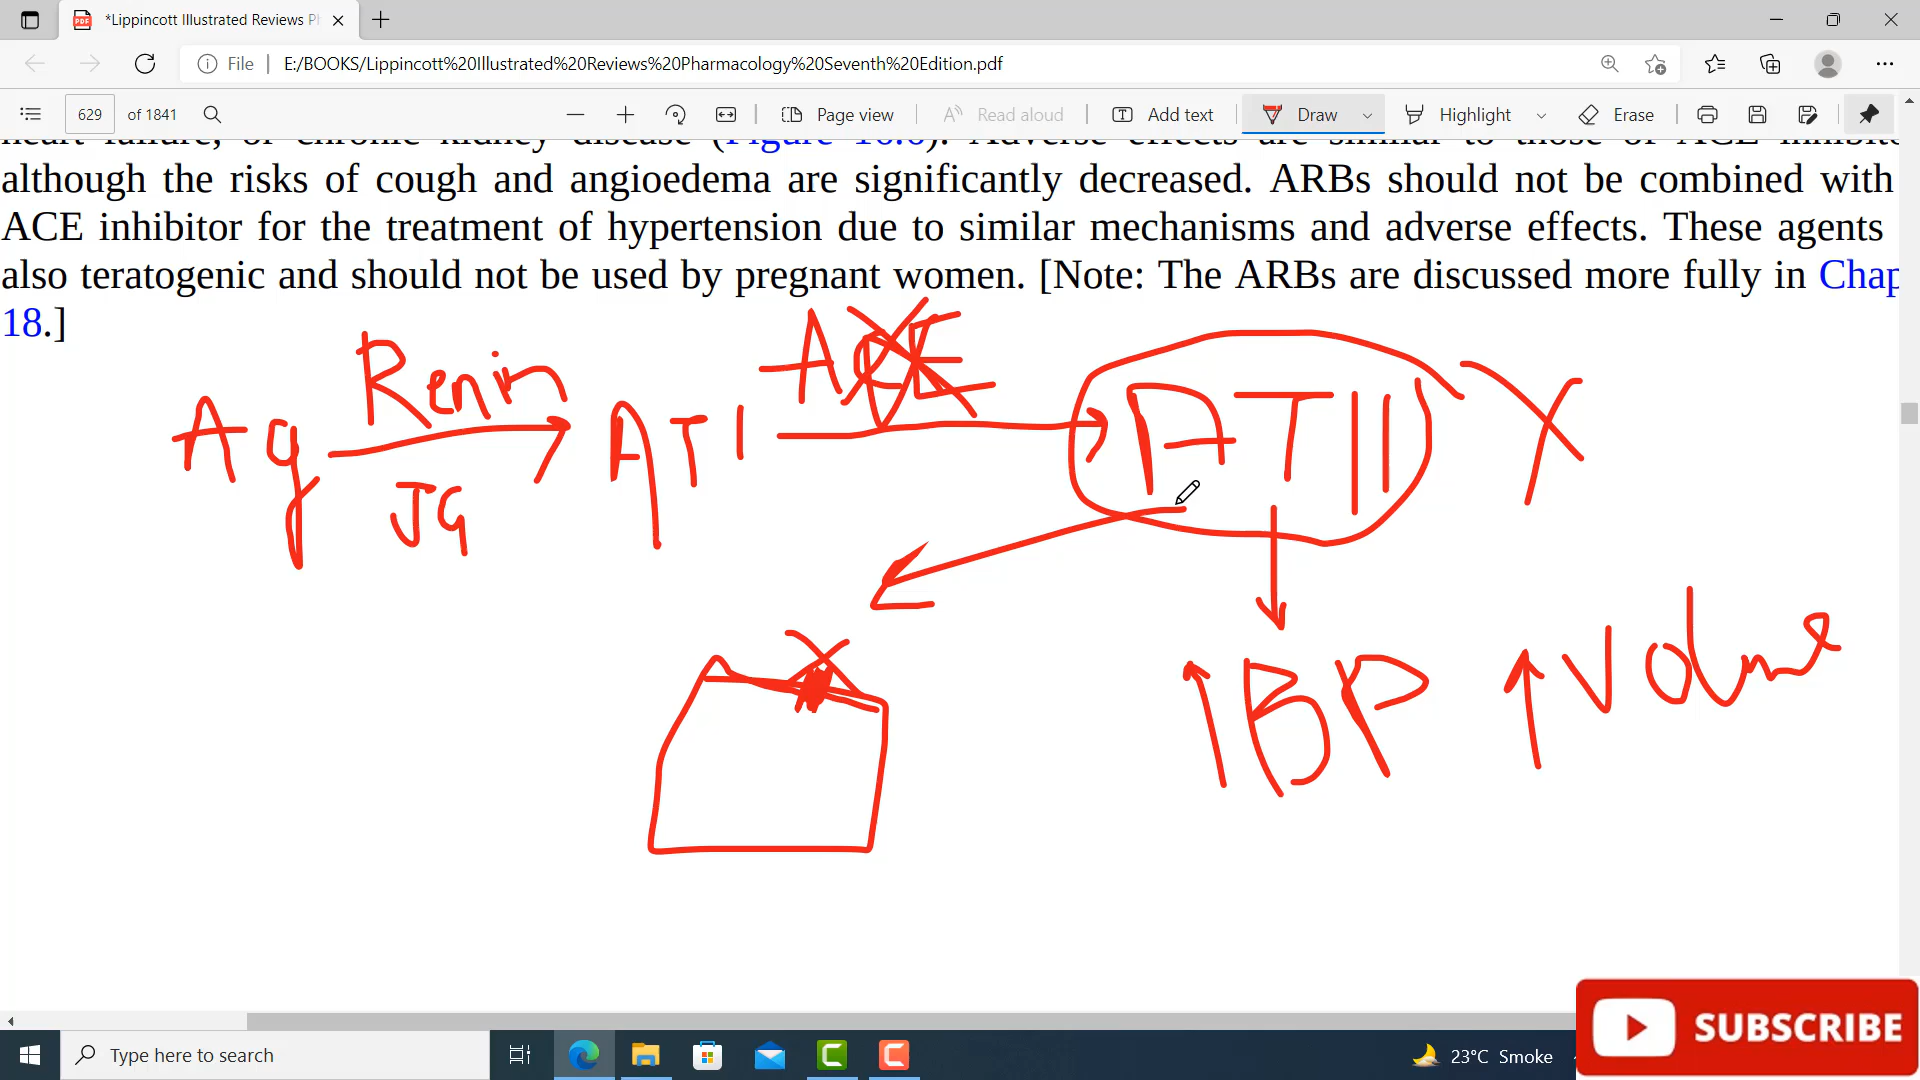 *Lippincott Illustrated Reviews P
File
E:/BOOKS/Lippincott%20Illustrated%20Reviews%20Pharmacology%20Seventh%20Edition.pdf
629 of 1841
Page view
Read aloud
Add text
Draw
Highlight
Erase
although the risks of cough and angioedema are significantly decreased. ARBs should not be combined with
ACE inhibitor for the treatment of hypertension due to similar mechanisms and adverse effects. These agents
also teratogenic and should not be used by pregnant women. [Note: The ARBs are discussed more fully in Chap
18.]
Renin ACE
Ag AT I AT II X
JG
↑BP ↑Volume
Type here to search
23°C Smoke
SUBSCRIBE